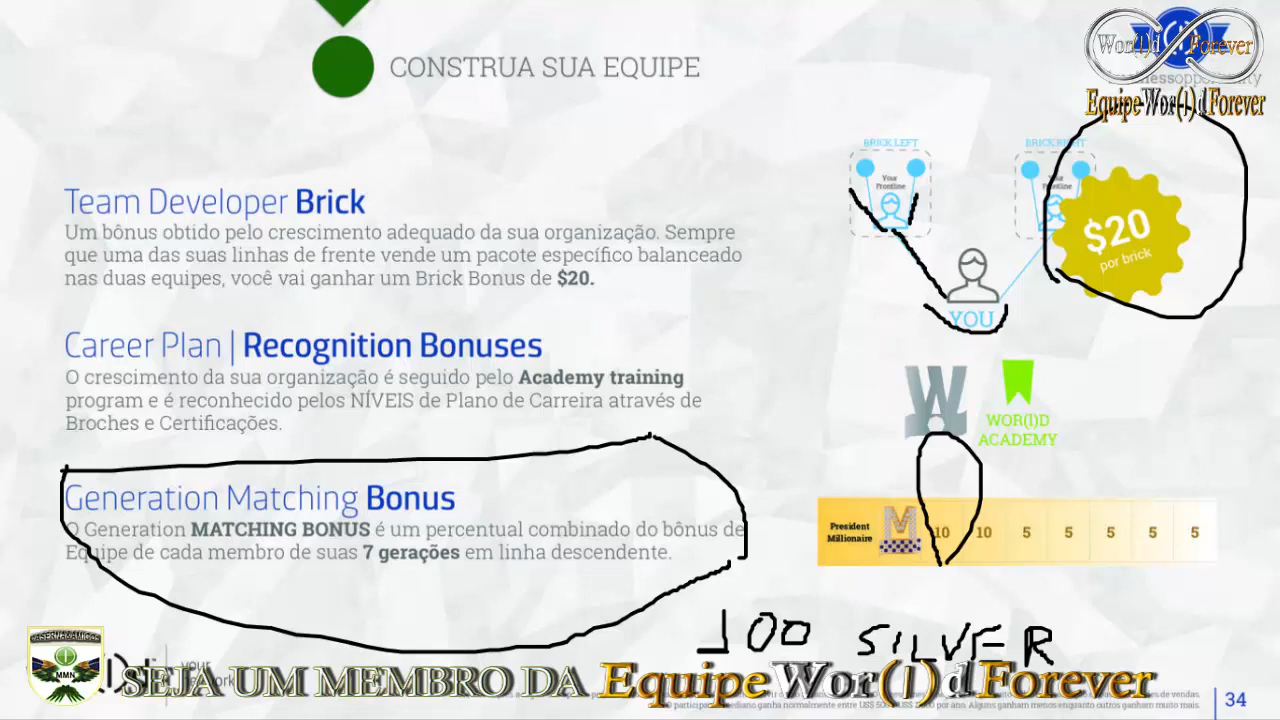 CONSTRUA SUA EQUIPE
Wor(l)d Forever
Equipe Wor(l)d Forever
Team Developer Brick
Um bônus obtido pelo crescimento adequado da sua organização. Sempre
que uma das suas linhas de frente vende um pacote específico balanceado
nas duas equipes, você vai ganhar um Brick Bonus de $20.
BRICK LEFT
BRICK RIGHT
Your
Frontline
$20
por brick
YOU
Career Plan | Recognition Bonuses
O crescimento da sua organização é seguido pelo Academy training
program e é reconhecido pelos NÍVEIS de Plano de Carreira através de
Broches e Certificações.
WOR(l)D
ACADEMY
Generation Matching Bonus
O Generation MATCHING BONUS é um percentual combinado do bônus de
Equipe de cada membro de suas 7 gerações em linha descendente.
President
Millionaire
M 10 10 5 5 5 5 5
100 SILVER
MMN
SEJA UM MEMBRO DA Equipe Wor(l)d Forever
34